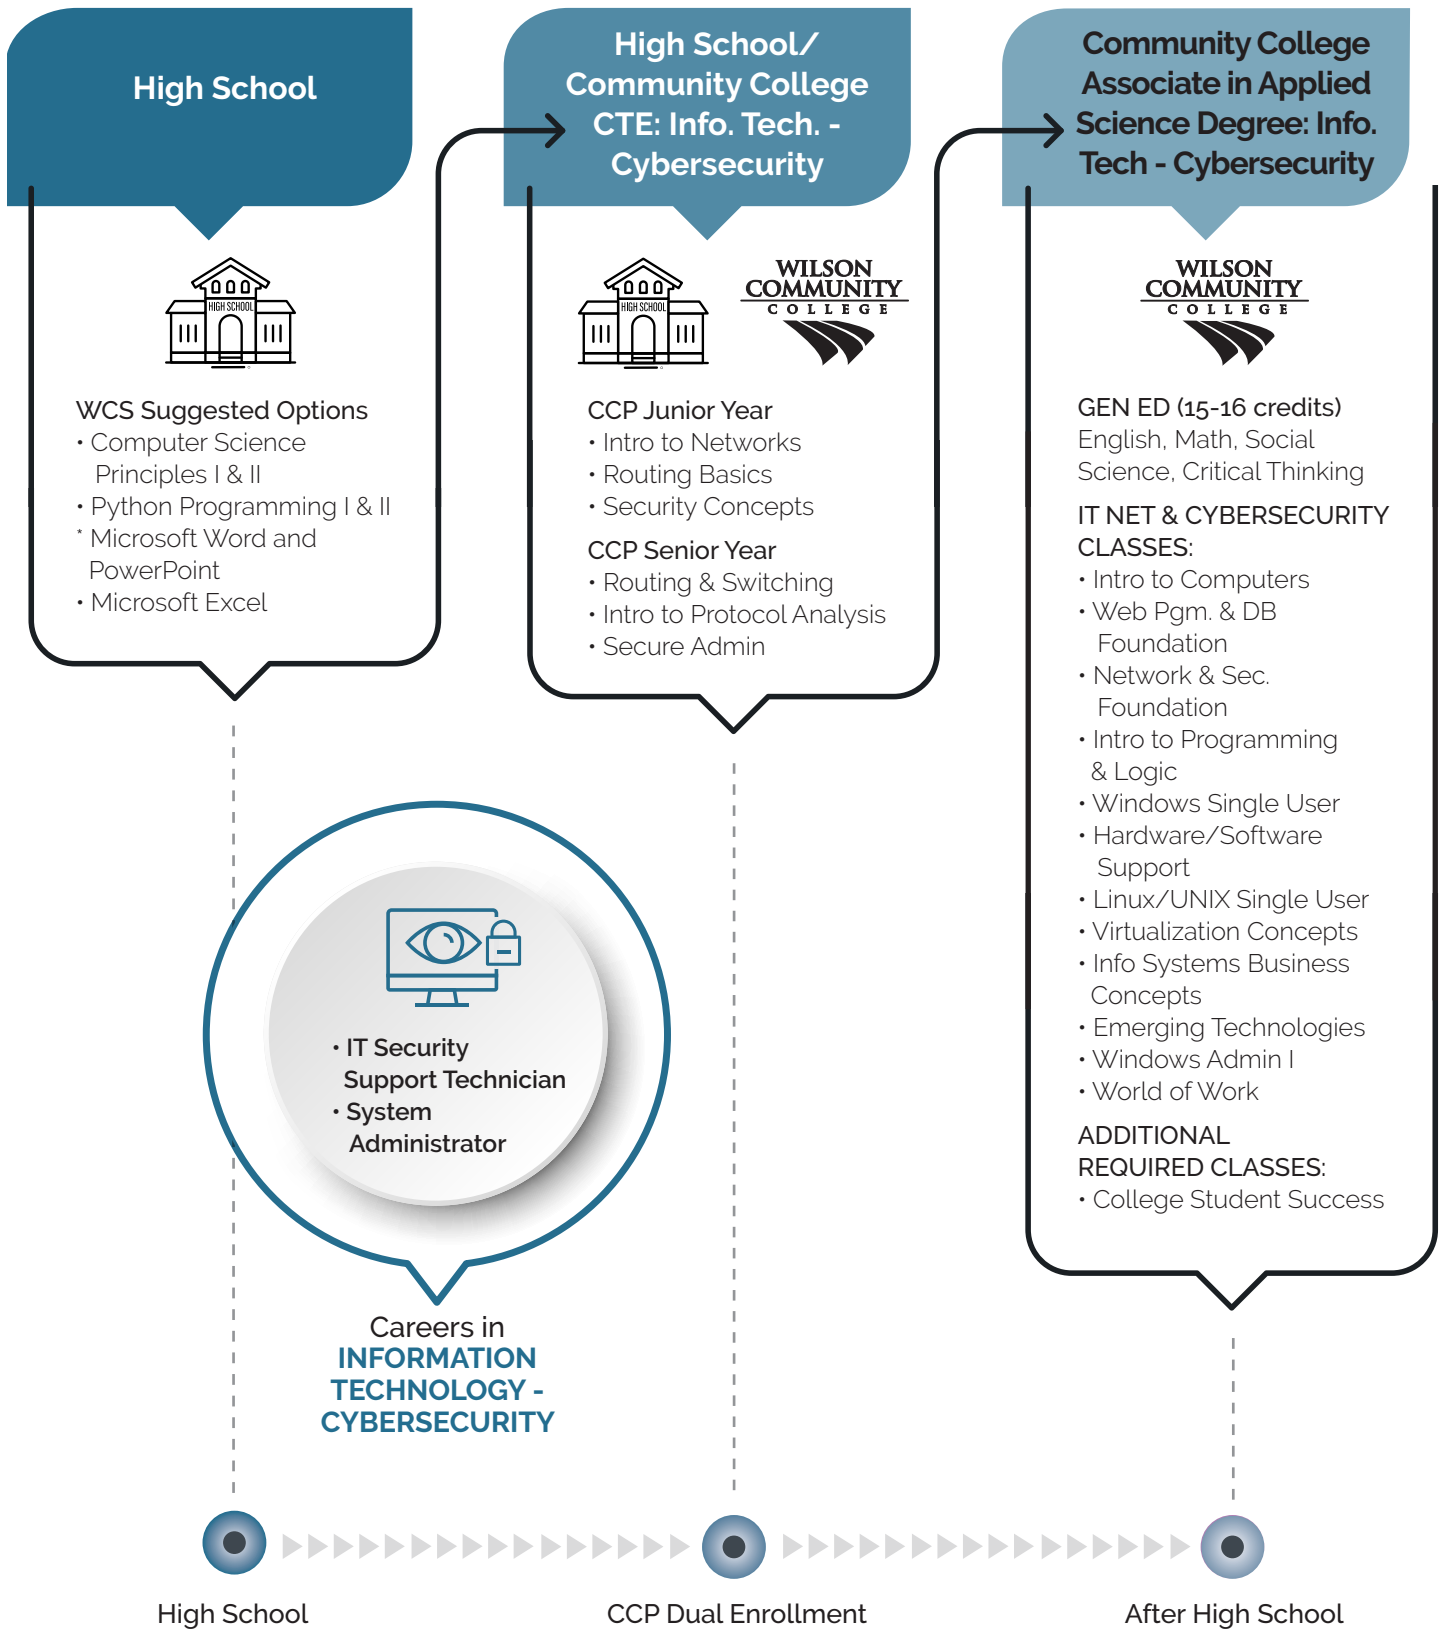 High School
HIGH SCHOOL
WCS Suggested Options
• Computer Science
Principles I & II
• Python Programming I & II
* Microsoft Word and
PowerPoint
• Microsoft Excel
High School/
Community College
CTE: Info. Tech. -
Cybersecurity
HIGH SCHOOL
WILSON
COMMUNITY
COLLEGE
CCP Junior Year
• Intro to Networks
• Routing Basics
• Security Concepts
CCP Senior Year
• Routing & Switching
• Intro to Protocol Analysis
• Secure Admin
Community College
Associate in Applied
Science Degree: Info.
Tech - Cybersecurity
WILSON
COMMUNITY
COLLEGE
GEN ED (15-16 credits)
English, Math, Social
Science, Critical Thinking
IT NET & CYBERSECURITY
CLASSES:
• Intro to Computers
• Web Pgm. & DB
Foundation
• Network & Sec.
Foundation
• Intro to Programming
& Logic
• Windows Single User
• Hardware/Software
Support
• Linux/UNIX Single User
• Virtualization Concepts
• Info Systems Business
Concepts
• Emerging Technologies
• Windows Admin I
• World of Work
ADDITIONAL
REQUIRED CLASSES:
• College Student Success
• IT Security
Support Technician
• System
Administrator
Careers in
INFORMATION
TECHNOLOGY -
CYBERSECURITY
High School
CCP Dual Enrollment
After High School